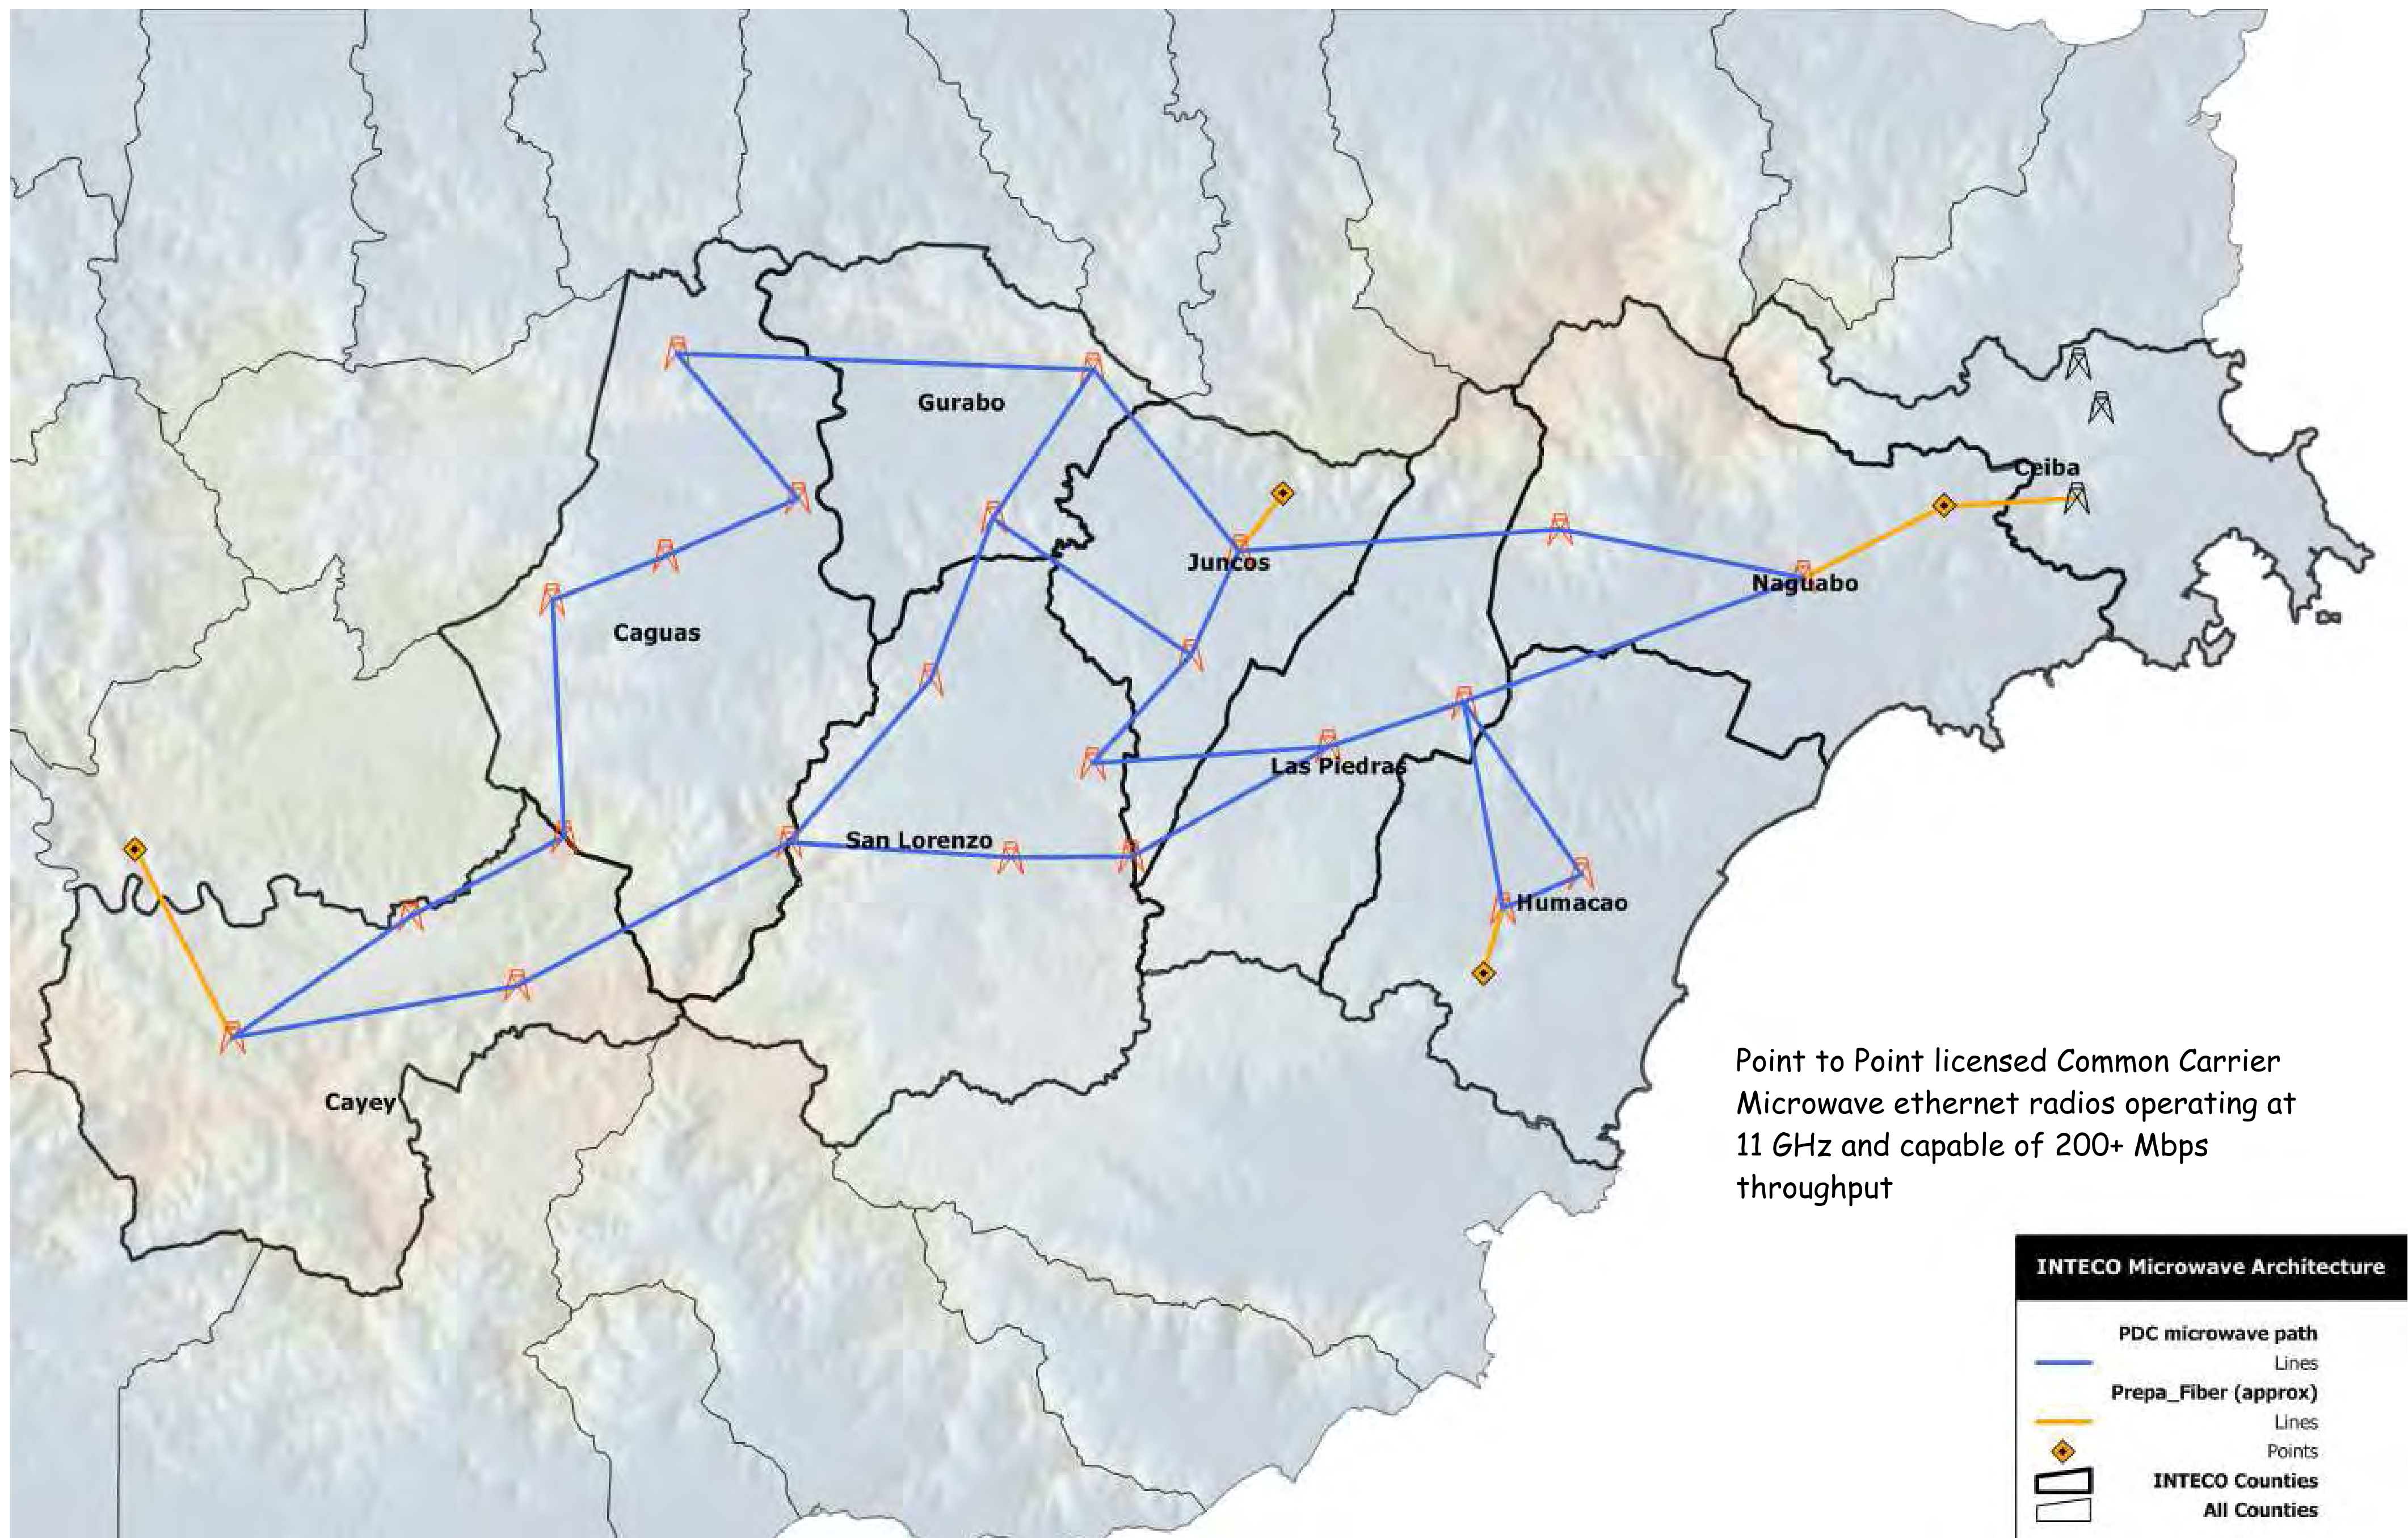 Gurabo
Ceiba
Juncos
Naguabo
Caguas
Las Piedras
San Lorenzo
Humacao
Cayey
Point to Point licensed Common Carrier
Microwave ethernet radios operating at
11 GHz and capable of 200+ Mbps
throughput
INTECO Microwave Architecture
PDC microwave path
Lines
Prepa_Fiber (approx)
Lines
Points
INTECO Counties
All Counties